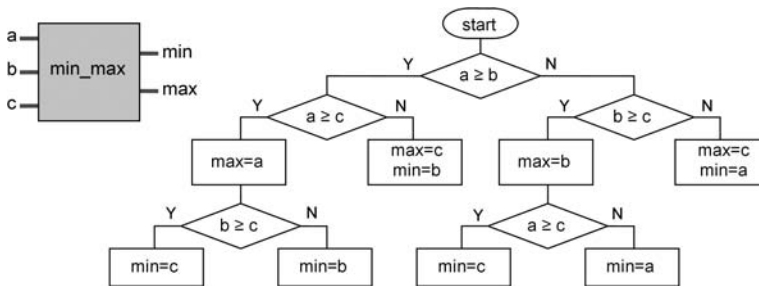 start
a
b
c
min_max
min
max
Y
a ≥ b
N
Y
a ≥ c
N
Y
b ≥ c
N
max=a
max=c
min=b
max=b
max=c
min=a
Y
b ≥ c
N
Y
a ≥ c
N
min=c
min=b
min=c
min=a